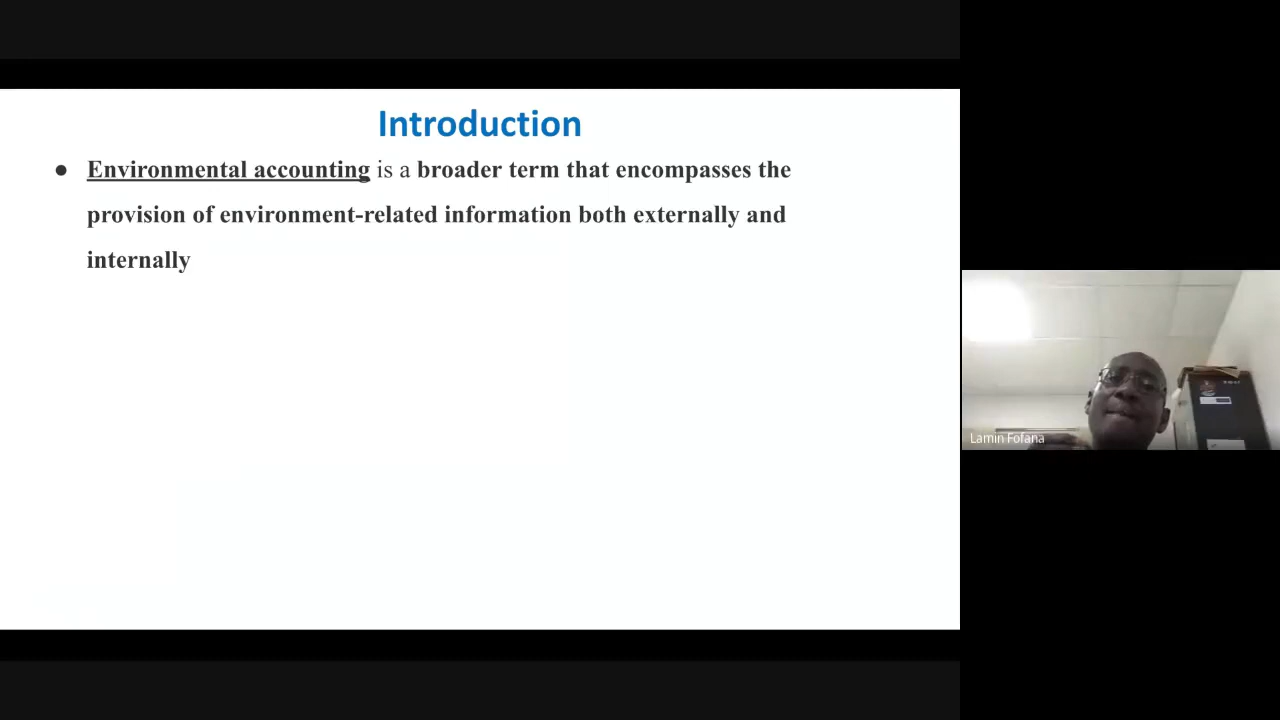 Introduction
● Environmental accounting is a broader term that encompasses the
provision of environment-related information both externally and
internally
Lamin Fofana